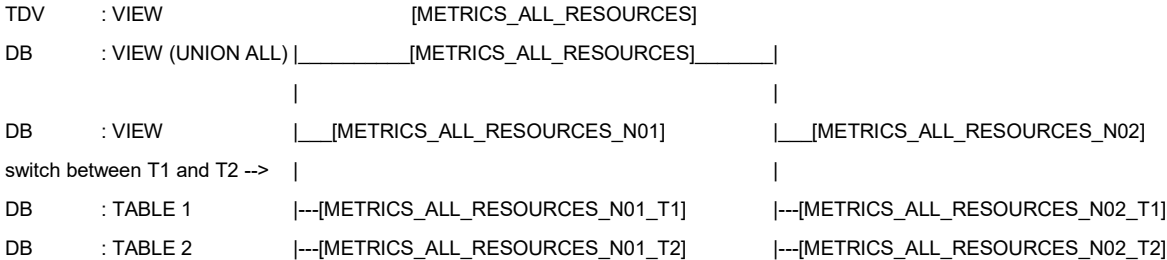 TDV : VIEW [METRICS_ALL_RESOURCES]
DB : VIEW (UNION ALL) |__________[METRICS_ALL_RESOURCES]_______|
| |
DB : VIEW |___[METRICS_ALL_RESOURCES_N01] |___[METRICS_ALL_RESOURCES_N02]
switch between T1 and T2 --> | |
DB : TABLE 1 |---[METRICS_ALL_RESOURCES_N01_T1] |---[METRICS_ALL_RESOURCES_N02_T1]
DB : TABLE 2 |---[METRICS_ALL_RESOURCES_N01_T2] |---[METRICS_ALL_RESOURCES_N02_T2]